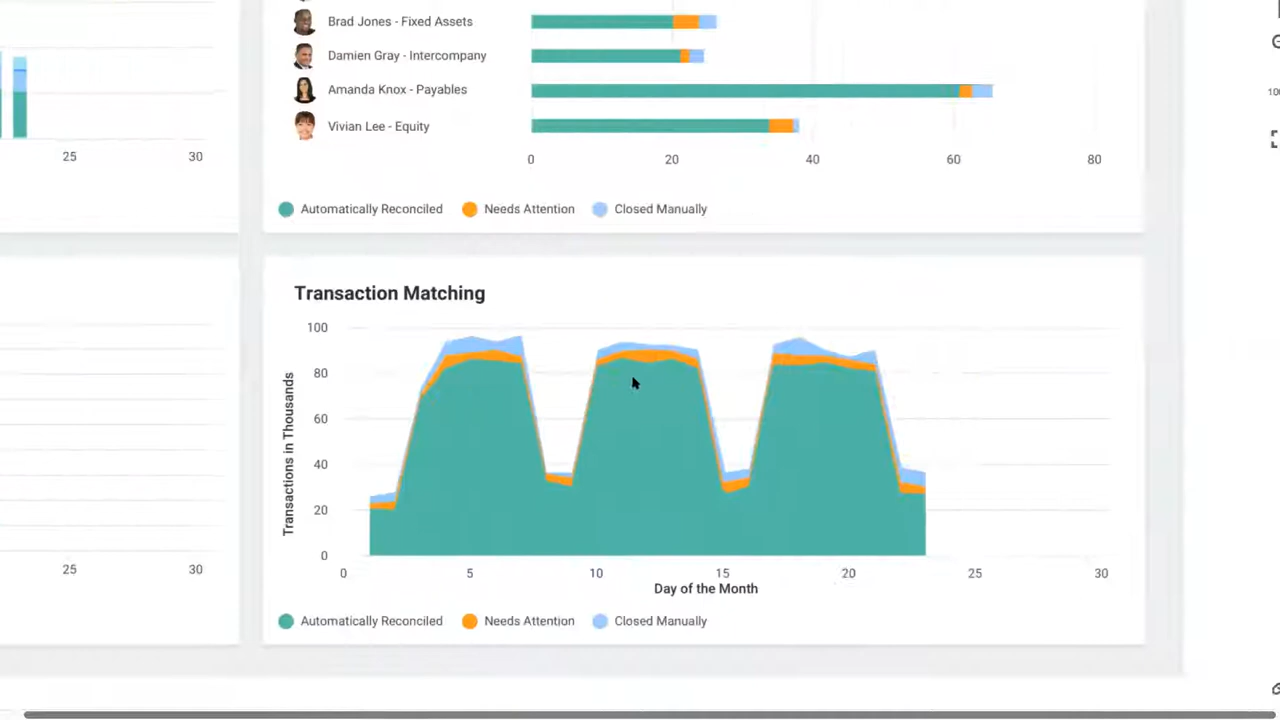 Brad Jones - Fixed Assets
Damien Gray - Intercompany
Amanda Knox - Payables
Vivian Lee - Equity
0 20 40 60 80
Automatically Reconciled Needs Attention Closed Manually
25 30
Transaction Matching
Transactions in Thousands
100
80
60
40
20
0
0 5 10 15 20 25 30
Day of the Month
Automatically Reconciled Needs Attention Closed Manually
25 30